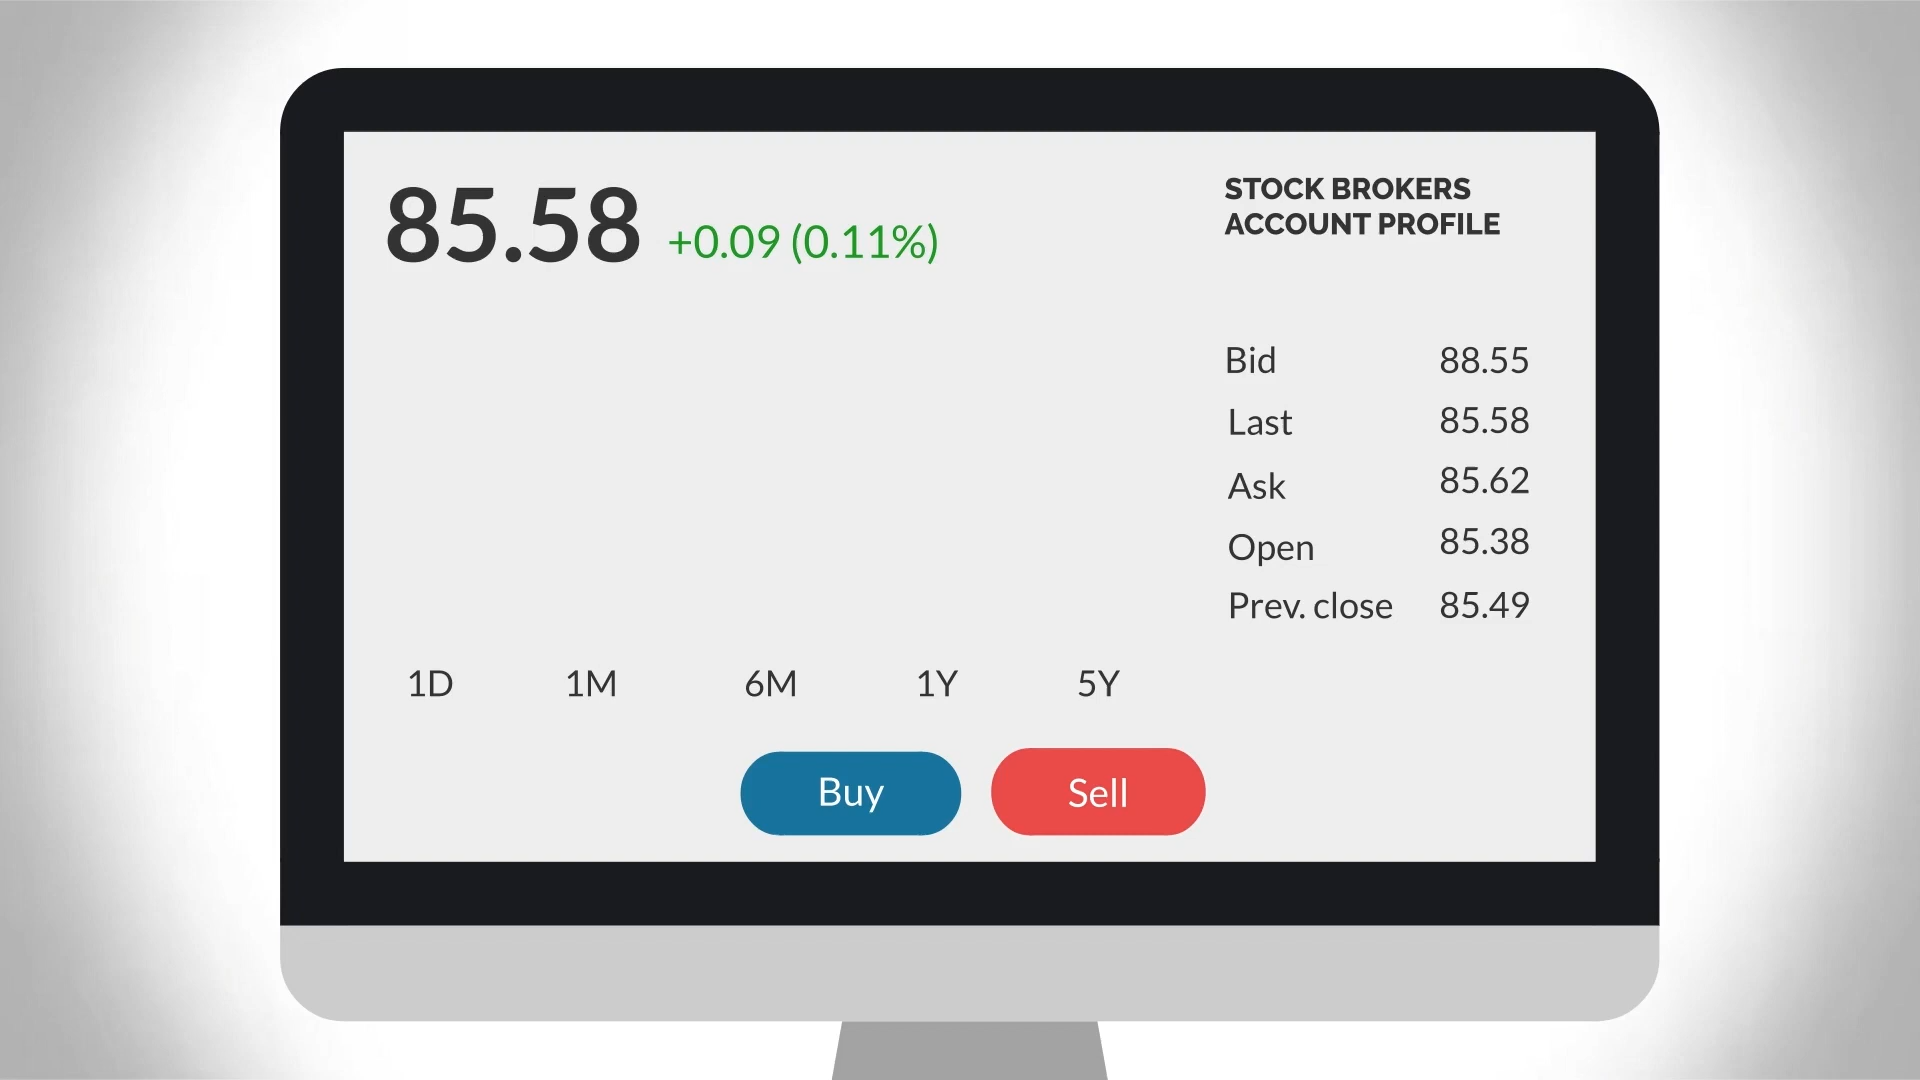 85.58 +0.09 (0.11%)
STOCK BROKERS
ACCOUNT PROFILE
Bid 88.55
Last 85.58
Ask 85.62
Open 85.38
Prev. close 85.49
1D 1M 6M 1Y 5Y
Buy Sell